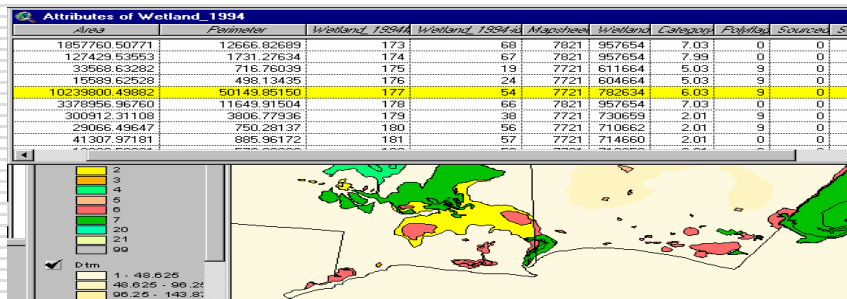 Attributes of Wetland_1994
Area Perimeter Wetland_1994# Wetland_1994-id Mapsheet Wetland Category Polyflag Sourced
1857760.50771 12666.82689 173 68 7821 957654 7.03 0 0
127429.53553 1731.27634 174 67 7821 957654 7.99 0 0
33568.63282 716.76039 175 19 7721 611664 5.03 9 0
15589.62528 498.13435 176 24 7721 604664 5.03 9 0
10239800.49882 50149.85150 177 54 7721 782634 6.03 9 0
3378956.96760 11649.91504 178 66 7821 957654 7.03 0 0
300912.31108 3806.77936 179 38 7721 730659 2.01 9 0
29066.49647 750.28137 180 56 7721 710662 2.01 9 0
41307.97181 885.96172 181 57 7721 714660 2.01 0 0
2
3
4
5
6
7
20
21
99
Dtm
1 - 48.625
48.625 - 96.25
96.25 - 143.87